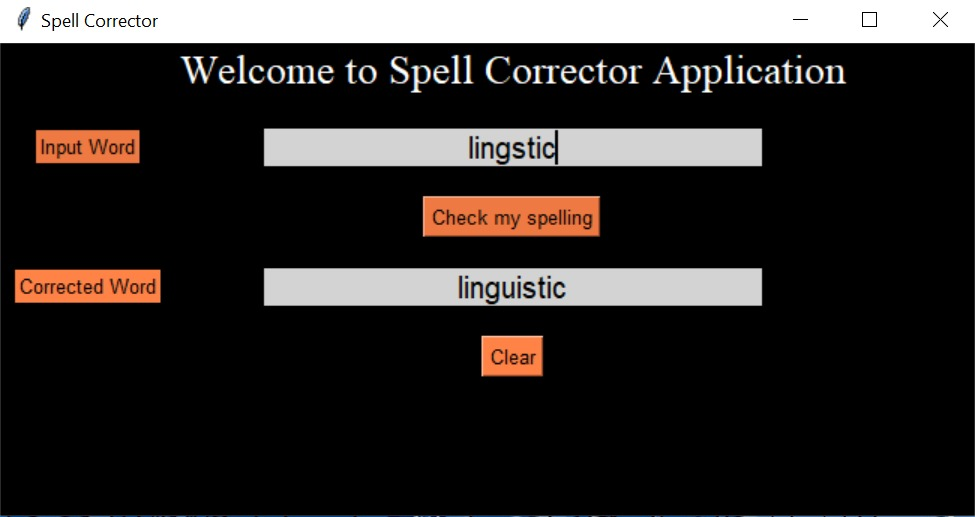 Spell Corrector
Welcome to Spell Corrector Application
Input Word lingstic
Check my spelling
Corrected Word linguistic
Clear